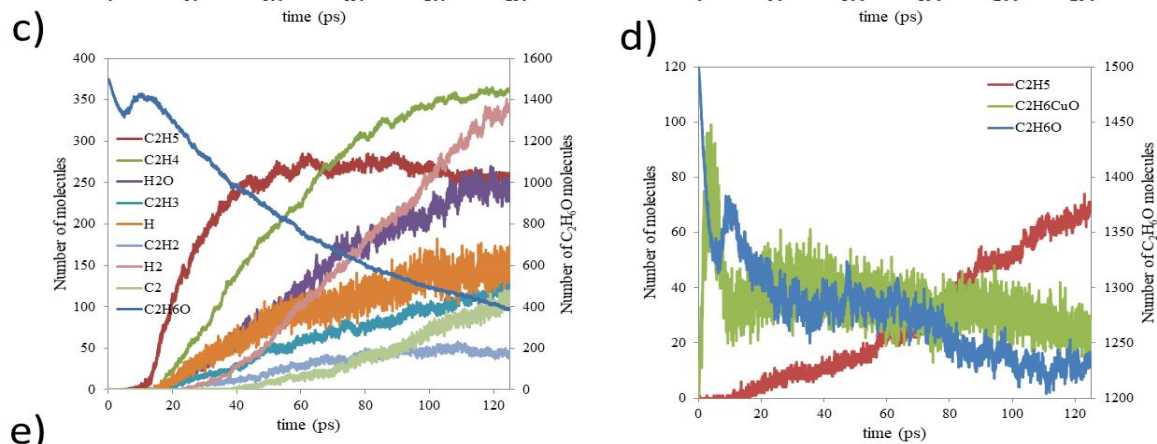 time (ps)
time (ps)
c)
d)
400
350
300
250
200
150
100
50
0
Number of molecules
1600
1400
1200
1000
800
600
400
200
0
Number of C2H6O molecules
C2H5
C2H4
H2O
C2H3
H
C2H2
H2
C2
C2H6O
0 20 40 60 80 100 120
time (ps)
120
100
80
60
40
20
0
Number of molecules
1500
1450
1400
1350
1300
1250
1200
Number of C2H6O molecules
C2H5
C2H6CuO
C2H6O
0 20 40 60 80 100 120
time (ps)
e)